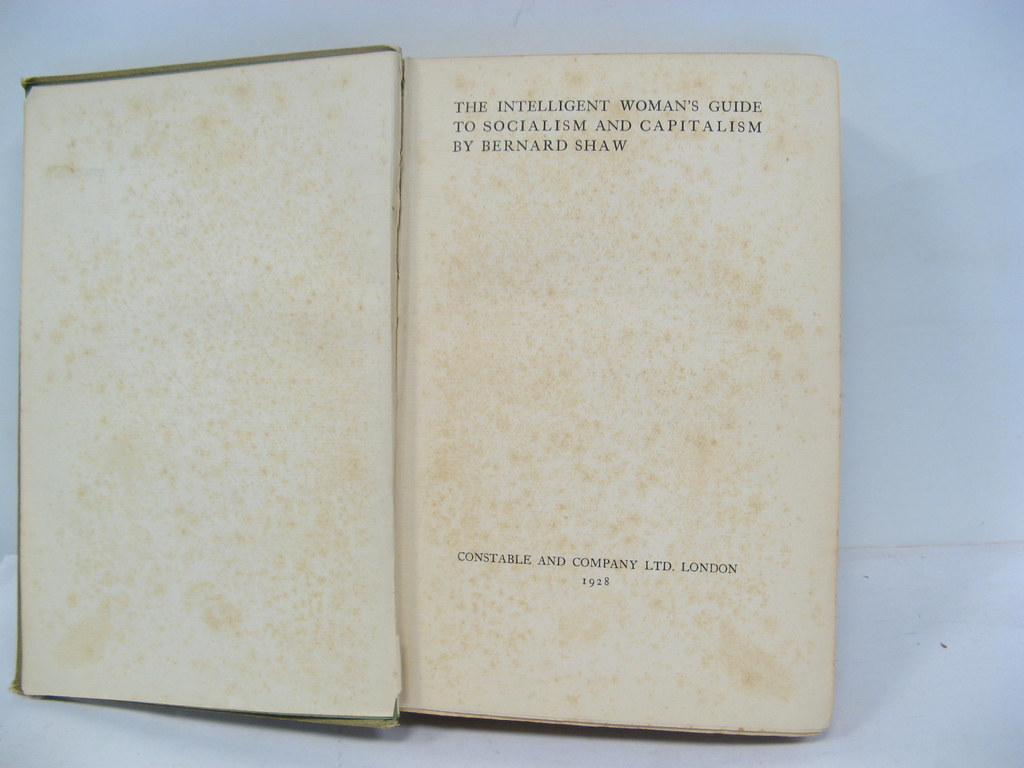 THE INTELLIGENT WOMAN'S GUIDE
TO SOCIALISM AND CAPITALISM
BY BERNARD SHAW
CONSTABLE AND COMPANY LTD. LONDON
1928